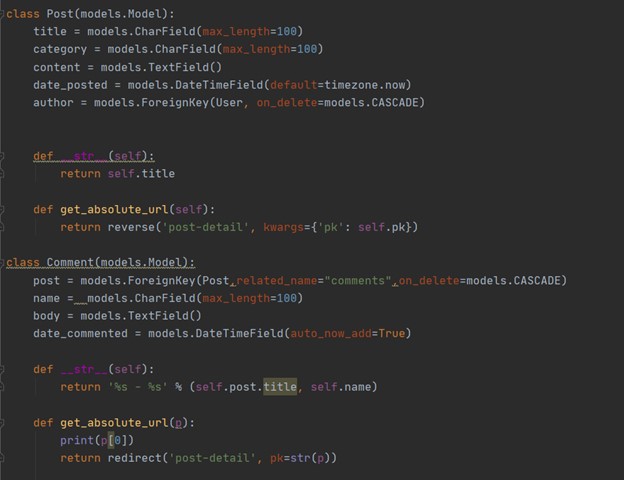 class Post(models.Model):
    title = models.CharField(max_length=100)
    category = models.CharField(max_length=100)
    content = models.TextField()
    date_posted = models.DateTimeField(default=timezone.now)
    author = models.ForeignKey(User, on_delete=models.CASCADE)
    def __str__(self):
        return self.title
    def get_absolute_url(self):
        return reverse('post-detail', kwargs={'pk': self.pk})
class Comment(models.Model):
    post = models.ForeignKey(Post,related_name="comments",on_delete=models.CASCADE)
    name =  models.CharField(max_length=100)
    body = models.TextField()
    date_commented = models.DateTimeField(auto_now_add=True)
    def __str__(self):
        return '%s - %s' % (self.post.title, self.name)
    def get_absolute_url(p):
        print(p[0])
        return redirect('post-detail', pk=str(p))